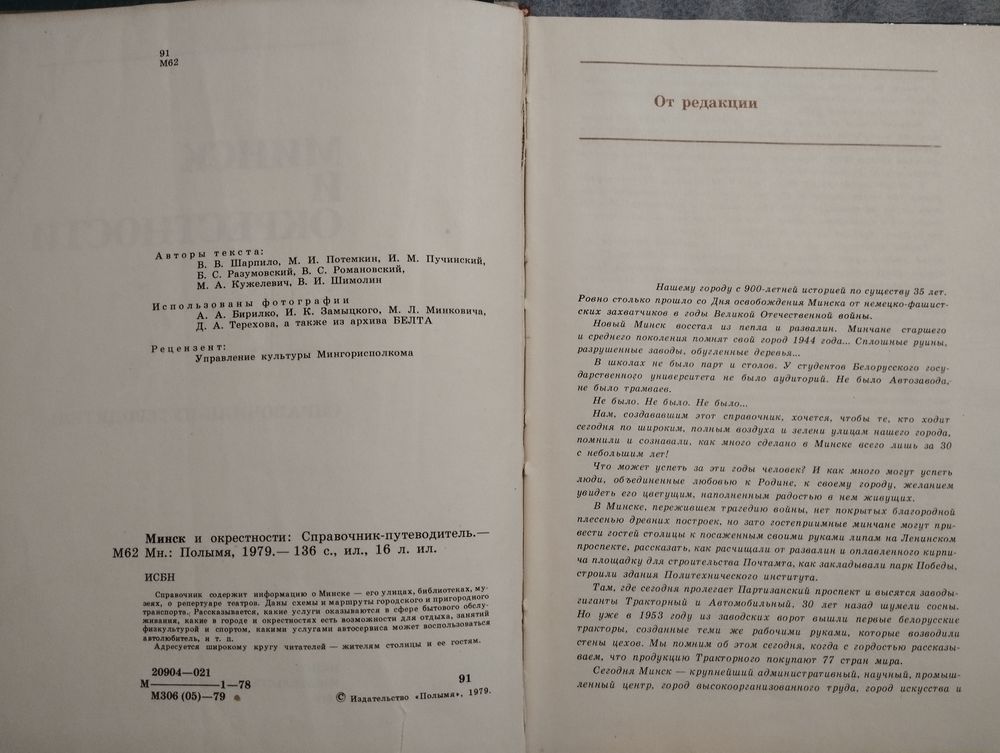 91
М62
Авторы текста:
В. В. Шарпило, М. И. Потемкин, И. М. Пучинский,
Б. С. Разумовский, В. С. Романовский,
М. А. Кужелевич, В. И. Шимолин
Использованы фотографии
А. А. Бирилко, И. К. Замыцкого, М. Л. Минковича,
Д. А. Терехова, а также из архива БЕЛТА
Рецензент:
Управление культуры Мингорисполкома
Минск и окрестности: Справочник-путеводитель.—
М62 Мн.: Полымя, 1979.— 136 с., ил., 16 л. ил.
ИСБН
Справочник содержит информацию о Минске — его улицах, библиотеках, му-
зеях, о репертуаре театров. Даны схемы и маршруты городского и пригородного
транспорта. Рассказывается, какие услуги оказываются в сфере бытового обслу-
живания, какие в городе и окрестностях есть возможности для отдыха, занятий
физкультурой и спортом, какими услугами автосервиса может воспользоваться
автолюбитель, и т. п.
Адресуется широкому кругу читателей — жителям столицы и ее гостям.
20904—021
М————1—78
М306 (05)—79
91
© Издательство «Полымя», 1979.
От редакции
Нашему городу с 900-летней историей по существу 35 лет.
Ровно столько прошло со Дня освобождения Минска от немецко-фашист-
ских захватчиков в годы Великой Отечественной войны.
Новый Минск восстал из пепла и развалин. Минчане старшего
и среднего поколения помнят свой город 1944 года... Сплошные руины,
разрушенные заводы, обугленные деревья...
В школах не было парт и столов. У студентов Белорусского госу-
дарственного университета не было аудиторий. Не было Автозавода,
не было трамваев.
Не было. Не было. Не было...
Нам, создававшим этот справочник, хочется, чтобы те, кто ходит
сегодня по широким, полным воздуха и зелени улицам нашего города,
помнили и сознавали, как много сделано в Минске всего лишь за 30
с небольшим лет!
Что может успеть за эти годы человек? И как много могут успеть
люди, объединенные любовью к Родине, к своему городу, желанием
увидеть его цветущим, наполненным радостью в нем живущих.
В Минске, пережившем трагедию войны, нет покрытых благородной
плесенью древних построек, но зато гостеприимные минчане могут при-
вести гостей столицы к посаженным своими руками липам на Ленинском
проспекте, рассказать, как расчищали от развалин и оплавленного кирпи-
ча площадку для строительства Почтамта, как закладывали парк Победы,
строили здания Политехнического института.
Там, где сегодня пролегает Партизанский проспект и высятся заводы-
гиганты Тракторный и Автомобильный, 30 лет назад шумели сосны.
Но уже в 1953 году из заводских ворот вышли первые белорусские
тракторы, созданные теми же рабочими руками, которые возводили
стены цехов. Мы помним об этом сегодня, когда с гордостью рассказы-
ваем, что продукцию Тракторного покупают 77 стран мира.
Сегодня Минск — крупнейший административный, научный, промыш-
ленный центр, город высокоорганизованного труда, город искусства и